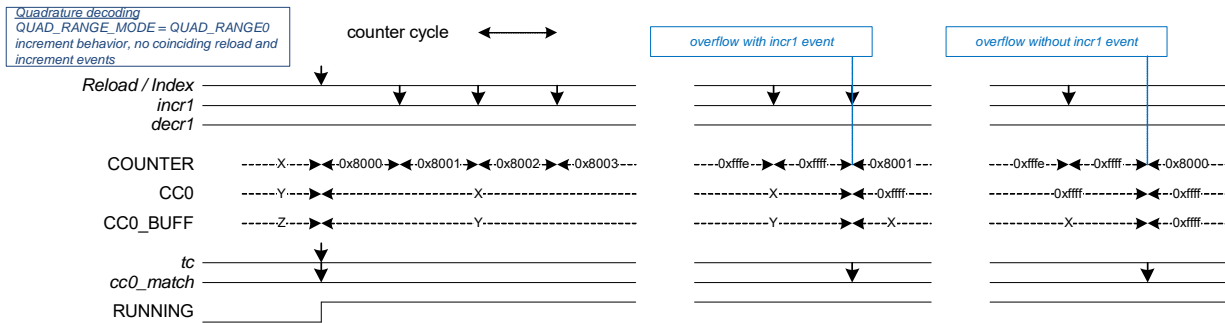 Quadrature decoding
QUAD_RANGE_MODE = QUAD_RANGE0
increment behavior, no coinciding reload and
increment events
counter cycle
overflow with incr1 event
overflow without incr1 event
Reload / Index
incr1
decr1
COUNTER X 0x8000 0x8001 0x8002 0x8003 0xfffe 0xffff 0x8001 0xfffe 0xffff 0x8000
CC0 Y X X 0xffff 0xffff 0xffff
CC0_BUFF Z Y Y X X 0xffff
tc
cc0_match
RUNNING